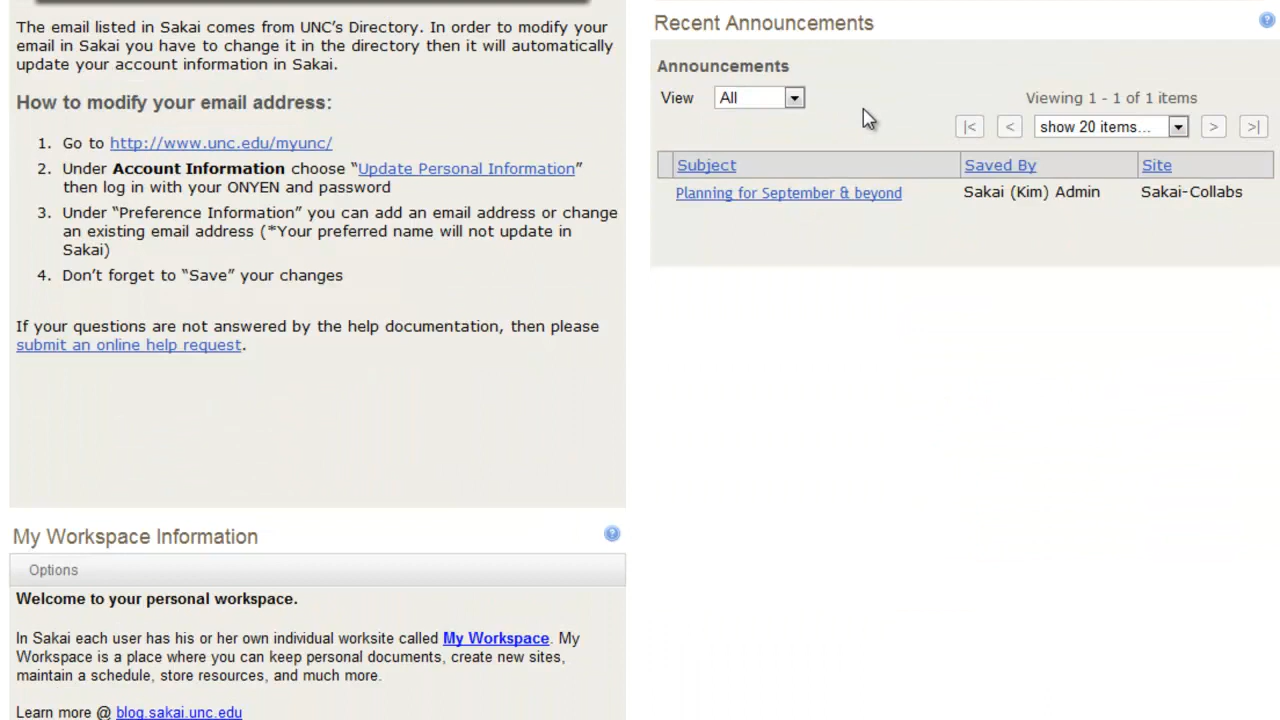 The email listed in Sakai comes from UNC's Directory. In order to modify your
email in Sakai you have to change it in the directory then it will automatically
update your account information in Sakai.
How to modify your email address:
1. Go to http://www.unc.edu/myunc/
2. Under Account Information choose “Update Personal Information”
then log in with your ONYEN and password
3. Under “Preference Information” you can add an email address or change
an existing email address (*Your preferred name will not update in
Sakai)
4. Don't forget to “Save” your changes
If your questions are not answered by the help documentation, then please
submit an online help request.
My Workspace Information
Options
Welcome to your personal workspace.
In Sakai each user has his or her own individual worksite called My Workspace. My
Workspace is a place where you can keep personal documents, create new sites,
maintain a schedule, store resources, and much more.
Learn more @ blog.sakai.unc.edu
Recent Announcements
Announcements
View All
Viewing 1 - 1 of 1 items
|< < show 20 items... > >|
Subject Saved By Site
Planning for September & beyond Sakai (Kim) Admin Sakai-Collabs